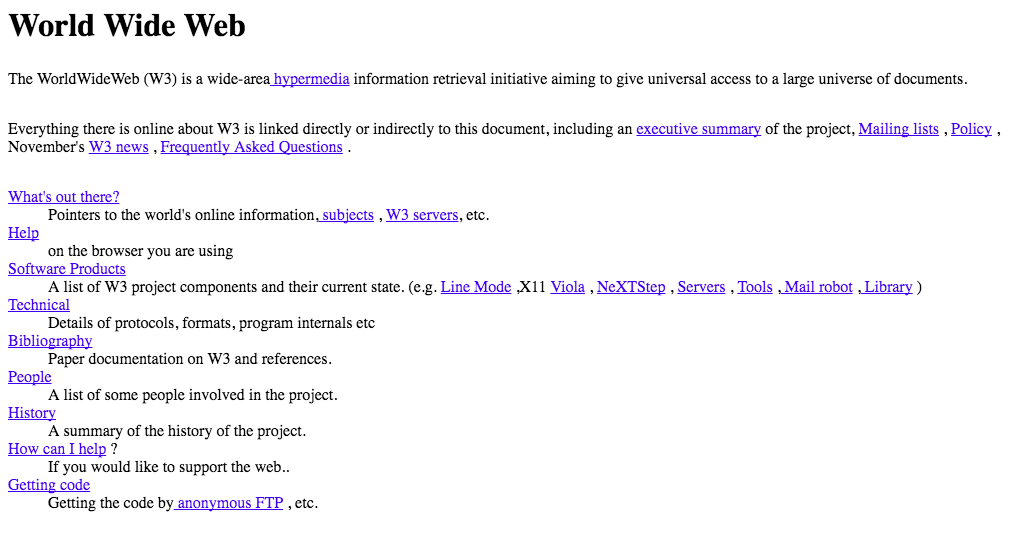 World Wide Web
The WorldWideWeb (W3) is a wide-area hypermedia information retrieval initiative aiming to give universal access to a large universe of documents.
Everything there is online about W3 is linked directly or indirectly to this document, including an executive summary of the project, Mailing lists , Policy ,
November's W3 news , Frequently Asked Questions .
What's out there?
Pointers to the world's online information, subjects , W3 servers, etc.
Help
on the browser you are using
Software Products
A list of W3 project components and their current state. (e.g. Line Mode ,X11 Viola , NeXTStep , Servers , Tools , Mail robot , Library )
Technical
Details of protocols, formats, program internals etc
Bibliography
Paper documentation on W3 and references.
People
A list of some people involved in the project.
History
A summary of the history of the project.
How can I help ?
If you would like to support the web..
Getting code
Getting the code by anonymous FTP , etc.